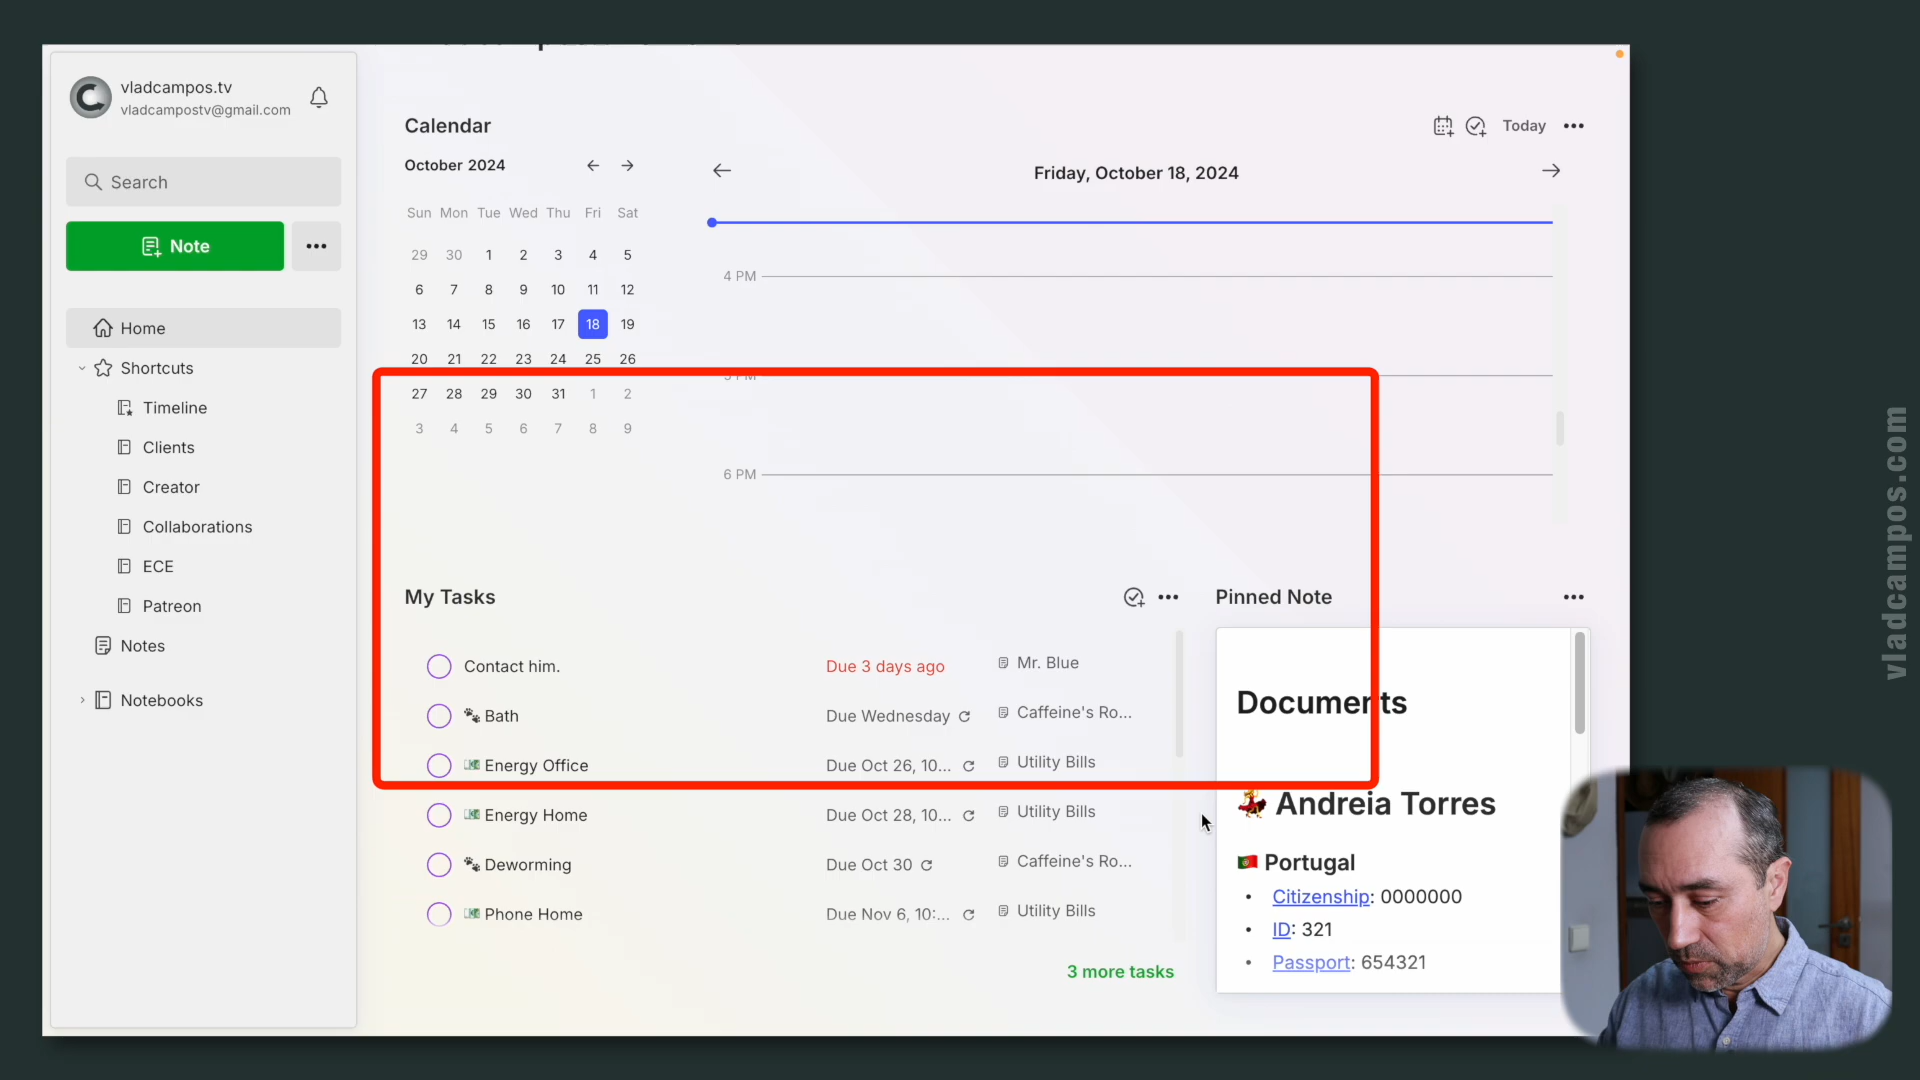 vladcampos.tv
vladcampostv@gmail.com
Search
Note
Home
Shortcuts
Timeline
Clients
Creator
Collaborations
ECE
Patreon
Notes
Notebooks
Calendar
Today
October 2024
Friday, October 18, 2024
Sun Mon Tue Wed Thu Fri Sat
29 30 1 2 3 4 5
6 7 8 9 10 11 12
13 14 15 16 17 18 19
20 21 22 23 24 25 26
27 28 29 30 31 1 2
3 4 5 6 7 8 9
4 PM
6 PM
My Tasks
Contact him. Due 3 days ago Mr. Blue
Bath Due Wednesday Caffeine's Ro...
Energy Office Due Oct 26, 10... Utility Bills
Energy Home Due Oct 28, 10... Utility Bills
Deworming Due Oct 30 Caffeine's Ro...
Phone Home Due Nov 6, 10:... Utility Bills
3 more tasks
Pinned Note
Documents
Andreia Torres
Portugal
• Citizenship: 0000000
• ID: 321
• Passport: 654321
vladcampos.com